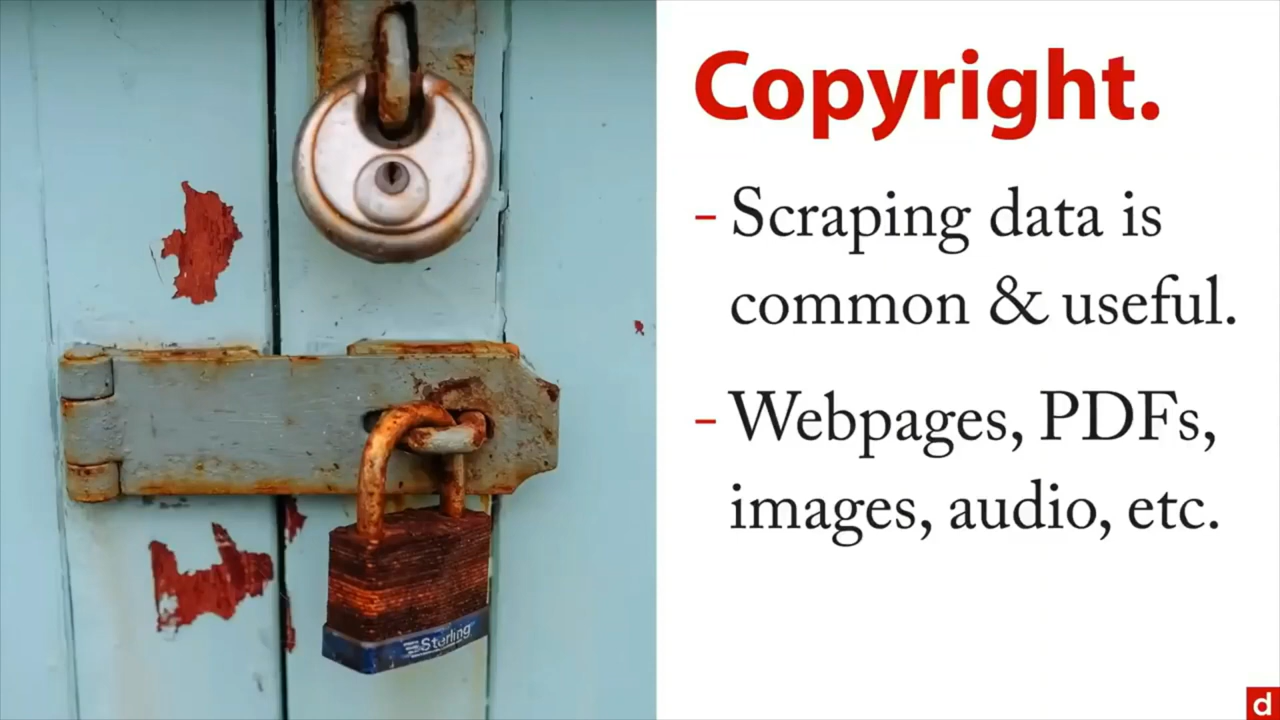 Copyright.
- Scraping data is
common & useful.
- Webpages, PDFs,
images, audio, etc.
Sterling
d